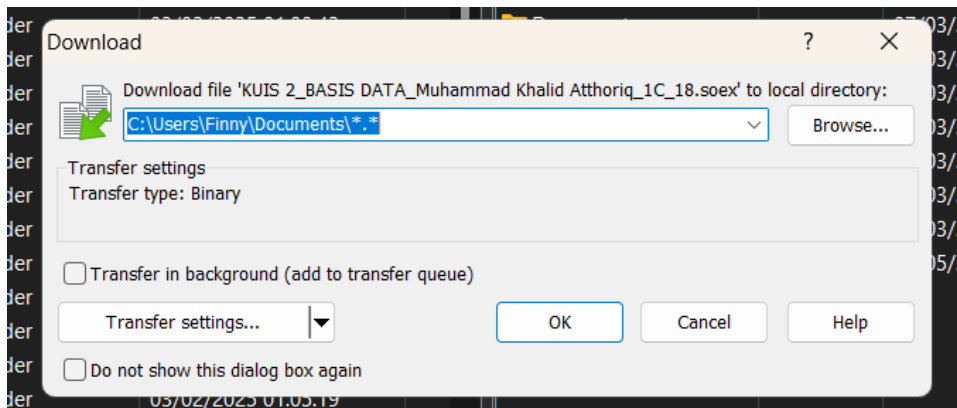 Download
?
Download file 'KUIS 2_BASIS DATA_Muhammad Khalid Atthoriq_1C_18.soex' to local directory:
C:\Users\Finny\Documents\*.*
Browse...
Transfer settings
Transfer type: Binary
Transfer in background (add to transfer queue)
Transfer settings...
OK
Cancel
Help
Do not show this dialog box again
03/02/2025 01.05.19